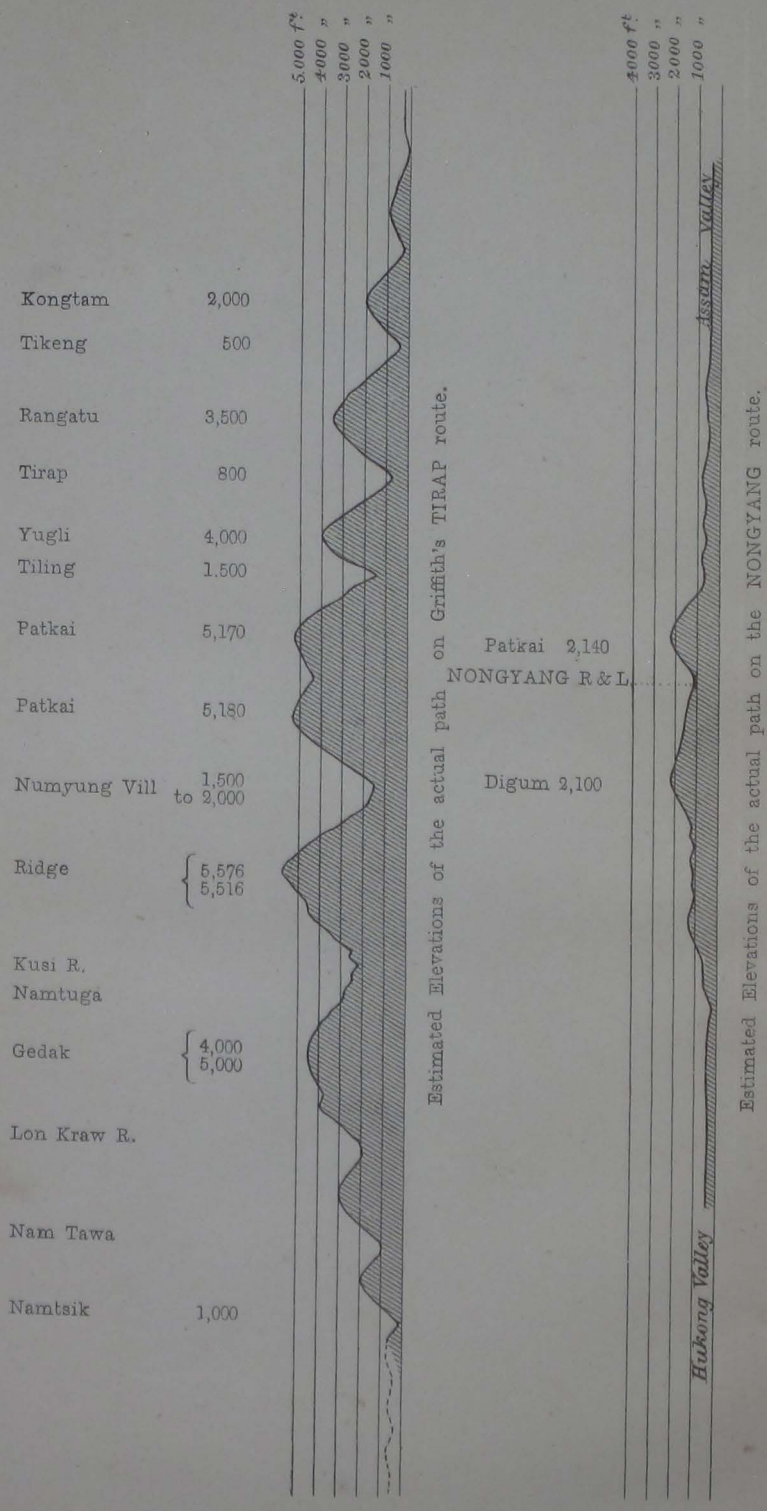 5.000 ft
4000 „
3000 „
2000 „
1000 „
Kongtam 2,000
Tikeng 500
Rangatu 3,500
Tirap 800
Yugli 4,000
Tiling 1.500
Patkai 5,170
Patkai 5,180
Numyung Vill 1,500
to 2,000
Ridge { 5,576
5,516
Kusi R.
Namtuga
Gedak { 4,000
5,000
Lon Kraw R.
Nam Tawa
Namtsik 1,000
Estimated Elevations of the actual path on Griffith's TIRAP route.
4000 ft
3000 „
2000 „
1000 „
Assam Valley
Patkai 2,140
NONGYANG R & L
Digum 2,100
Hukong Valley
Estimated Elevations of the actual path on the NONGYANG route.